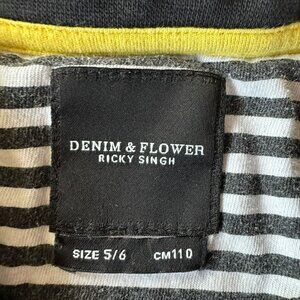 DENIM & FLOWER
RICKY SINGH
SIZE 5/6 CM110